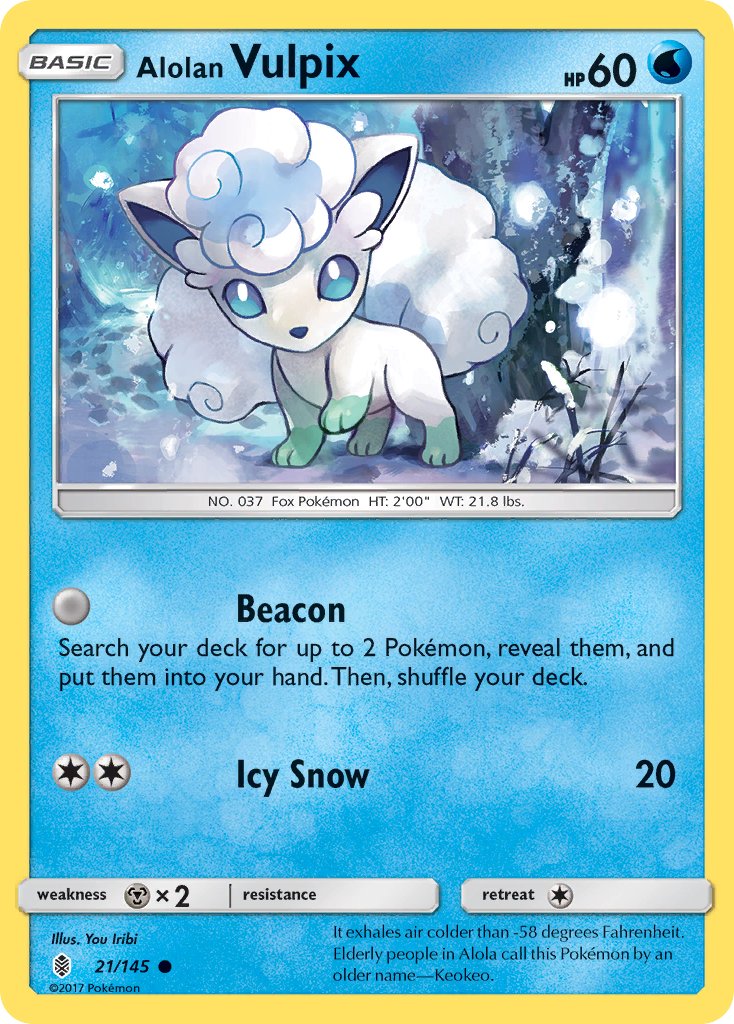 BASIC Alolan Vulpix HP 60
NO. 037 Fox Pokémon HT: 2'00" WT: 21.8 lbs.
Beacon
Search your deck for up to 2 Pokémon, reveal them, and
put them into your hand. Then, shuffle your deck.
Icy Snow 20
weakness ×2 resistance retreat
Illus. You Iribi
21/145
©2017 Pokémon
It exhales air colder than -58 degrees Fahrenheit.
Elderly people in Alola call this Pokémon by an
older name—Keokeo.